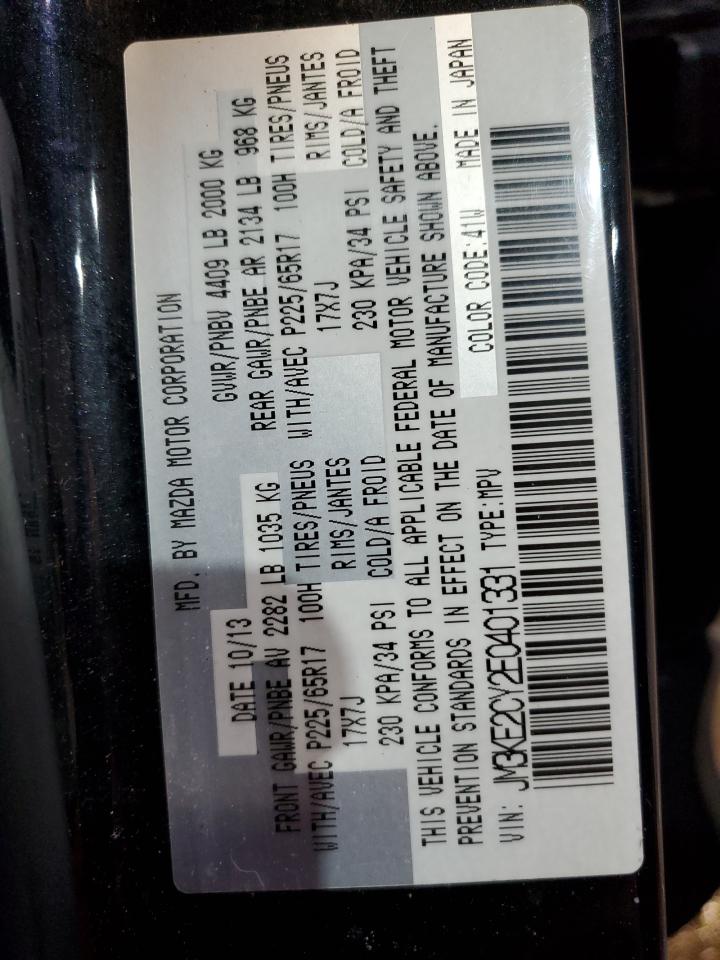 MFD. BY MAZDA MOTOR CORPORATION
DATE 10/13 GVWR/PNBV 4409 LB 2000 KG
FRONT GAWR/PNBE AV 2282 LB 1035 KG REAR GAWR/PNBE AR 2134 LB 968 KG
WITH/AVEC P225/65R17 100H TIRES/PNEUS WITH/AVEC P225/65R17 100H TIRES/PNEUS
17X7J RIMS/JANTES 17X7J RIMS/JANTES
230 KPA/34 PSI COLD/A FROID 230 KPA/34 PSI COLD/A FROID
THIS VEHICLE CONFORMS TO ALL APPLICABLE FEDERAL MOTOR VEHICLE SAFETY AND THEFT
PREVENTION STANDARDS IN EFFECT ON THE DATE OF MANUFACTURE SHOWN ABOVE.
VIN: JM3KE2CY2E0401331 TYPE:MPV COLOR CODE:41W MADE IN JAPAN